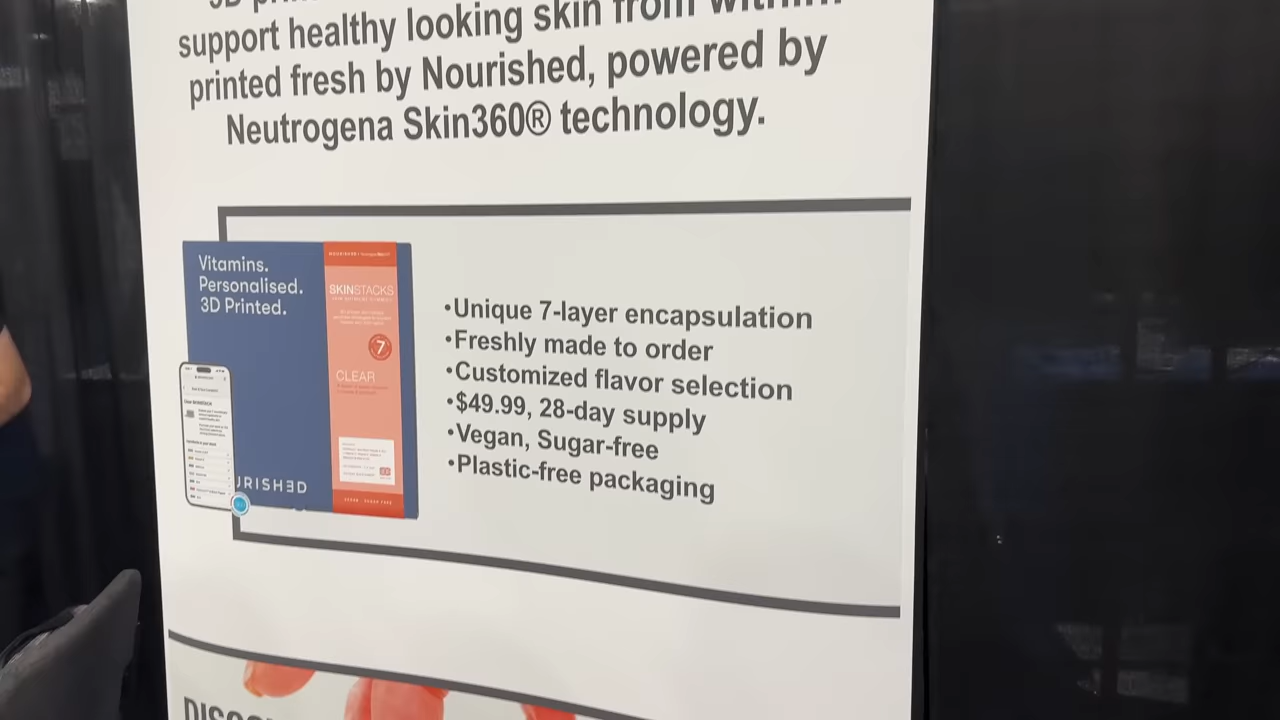 support healthy looking skin from within
printed fresh by Nourished, powered by
Neutrogena Skin360® technology.
Vitamins.
Personalised.
3D Printed.
SKINSTACKS
7
CLEAR
URISHED
•Unique 7-layer encapsulation
•Freshly made to order
•Customized flavor selection
•$49.99, 28-day supply
•Vegan, Sugar-free
•Plastic-free packaging